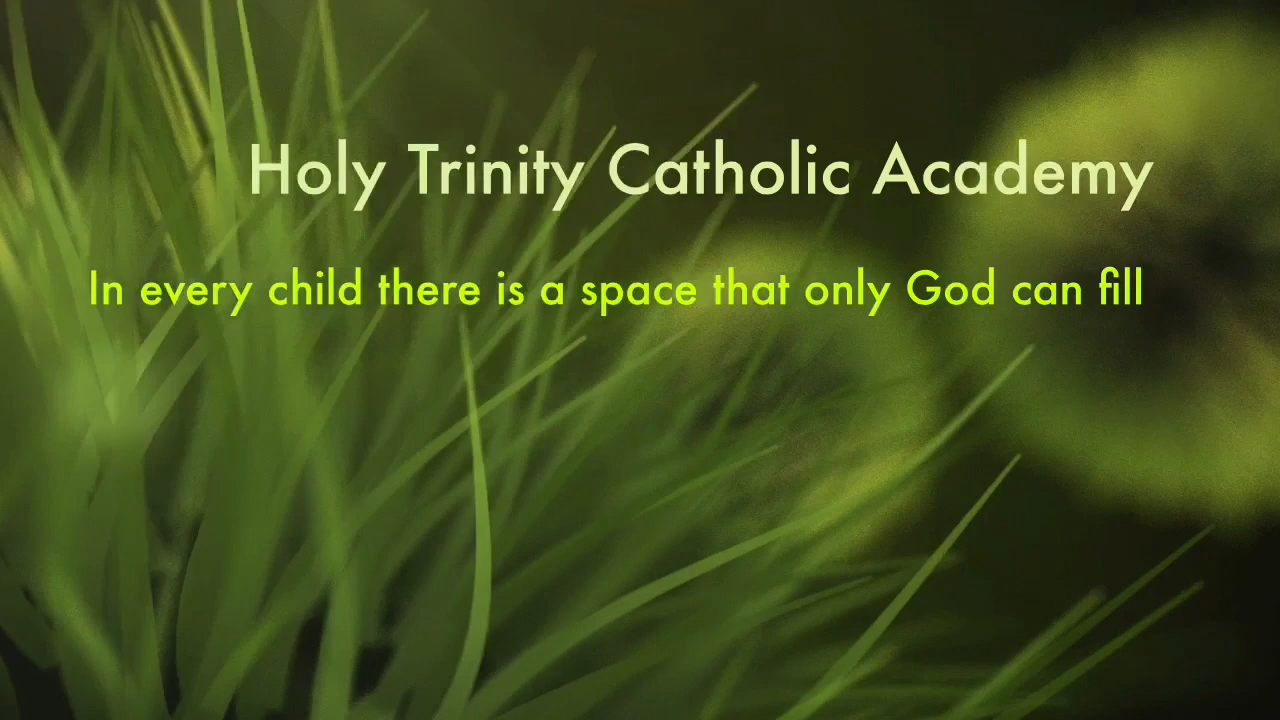 Holy Trinity Catholic Academy
In every child there is a space that only God can fill